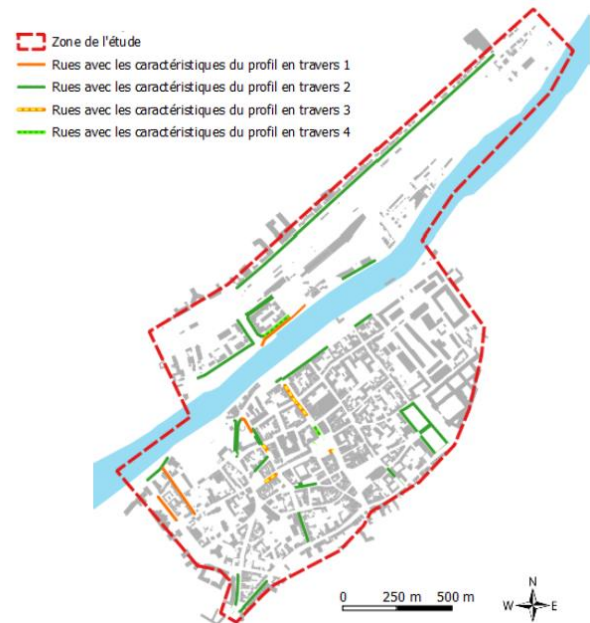 Zone de l'étude
Rues avec les caractéristiques du profil en travers 1
Rues avec les caractéristiques du profil en travers 2
Rues avec les caractéristiques du profil en travers 3
Rues avec les caractéristiques du profil en travers 4
0 250 m 500 m
N
W E
S